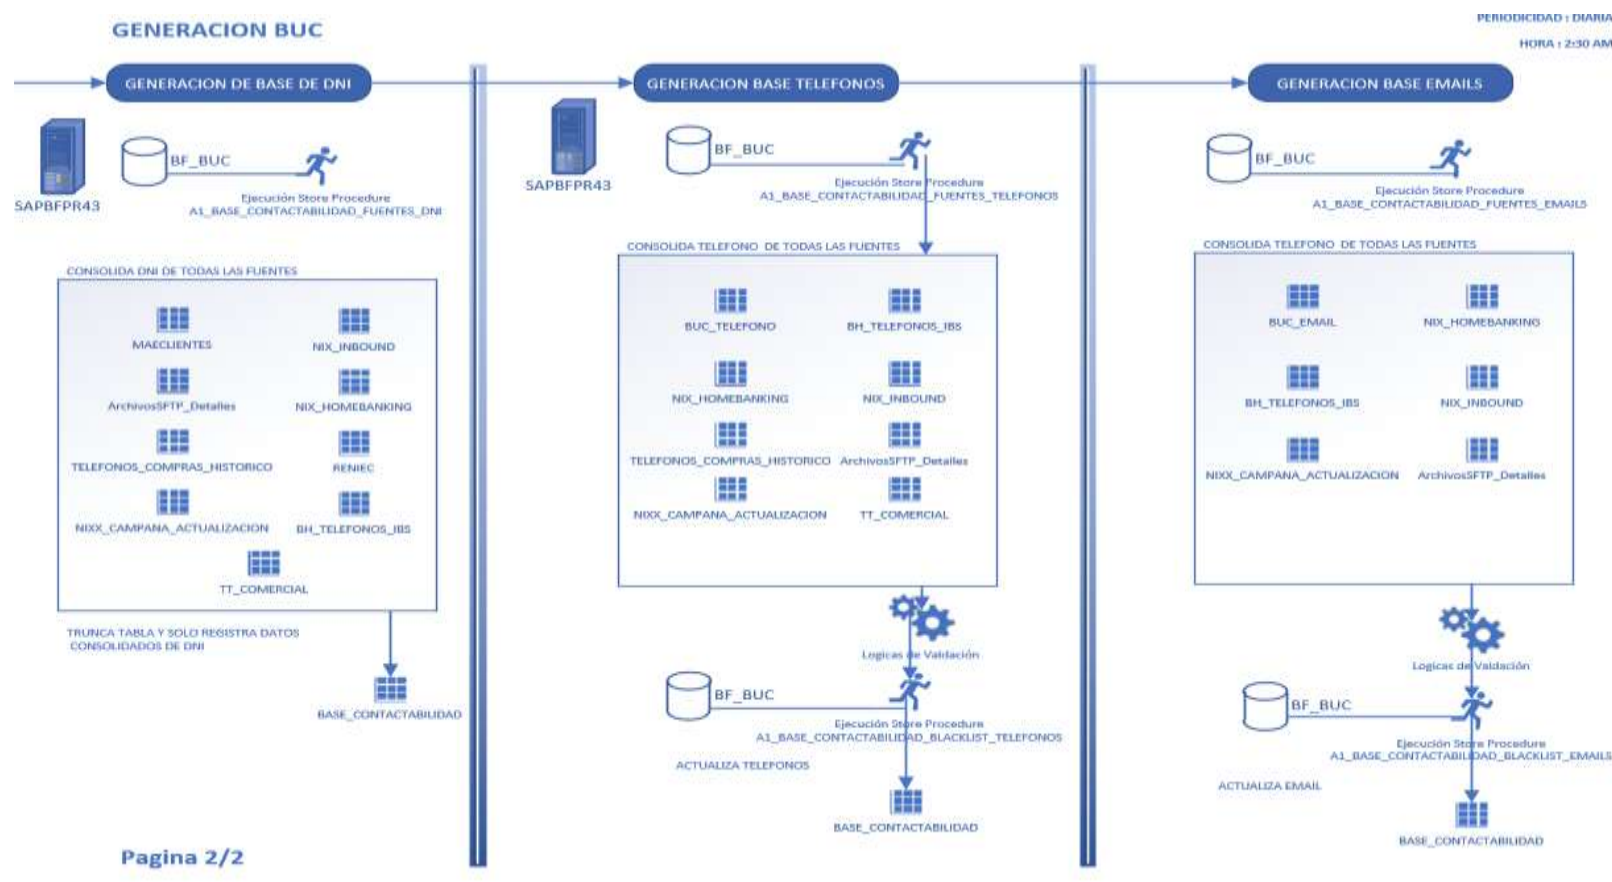 GENERACION BUC
PERIODICIDAD : DIARIA
HORA : 2:30 AM
GENERACION DE BASE DE DNI
SAPBFPR43
BF_BUC
Ejecución Store Procedure
A1_BASE_CONTACTABILIDAD_FUENTES_DNI
CONSOLIDA DNI DE TODAS LAS FUENTES
MAECLIENTES
NIX_INBOUND
ArchivosSFTP_Detalles
NIX_HOMEBANKING
TELEFONOS_COMPRAS_HISTORICO
RENIEC
NIXX_CAMPANA_ACTUALIZACION
BH_TELEFONOS_IBS
TT_COMERCIAL
TRUNCA TABLA Y SOLO REGISTRA DATOS
CONSOLIDADOS DE DNI
BASE_CONTACTABILIDAD
GENERACION BASE TELEFONOS
SAPBFPR43
BF_BUC
Ejecución Store Procedure
A1_BASE_CONTACTABILIDAD_FUENTES_TELEFONOS
CONSOLIDA TELEFONO DE TODAS LAS FUENTES
BUC_TELEFONO
BH_TELEFONOS_IBS
NIX_HOMEBANKING
NIX_INBOUND
TELEFONOS_COMPRAS_HISTORICO
ArchivosSFTP_Detalles
NIXX_CAMPANA_ACTUALIZACION
TT_COMERCIAL
Logicas de Valdación
BF_BUC
Ejecución Store Procedure
A1_BASE_CONTACTABILIDAD_BLACKLIST_TELEFONOS
ACTUALIZA TELEFONOS
BASE_CONTACTABILIDAD
GENERACION BASE EMAILS
BF_BUC
Ejecución Store Procedure
A1_BASE_CONTACTABILIDAD_FUENTES_EMAILS
CONSOLIDA TELEFONO DE TODAS LAS FUENTES
BUC_EMAIL
NIX_HOMEBANKING
BH_TELEFONOS_IBS
NIX_INBOUND
NIXX_CAMPANA_ACTUALIZACION
ArchivosSFTP_Detalles
Logicas de Valdación
BF_BUC
Ejecución Store Procedure
A1_BASE_CONTACTABILIDAD_BLACKLIST_EMAILS
ACTUALIZA EMAIL
BASE_CONTACTABILIDAD
Pagina 2/2